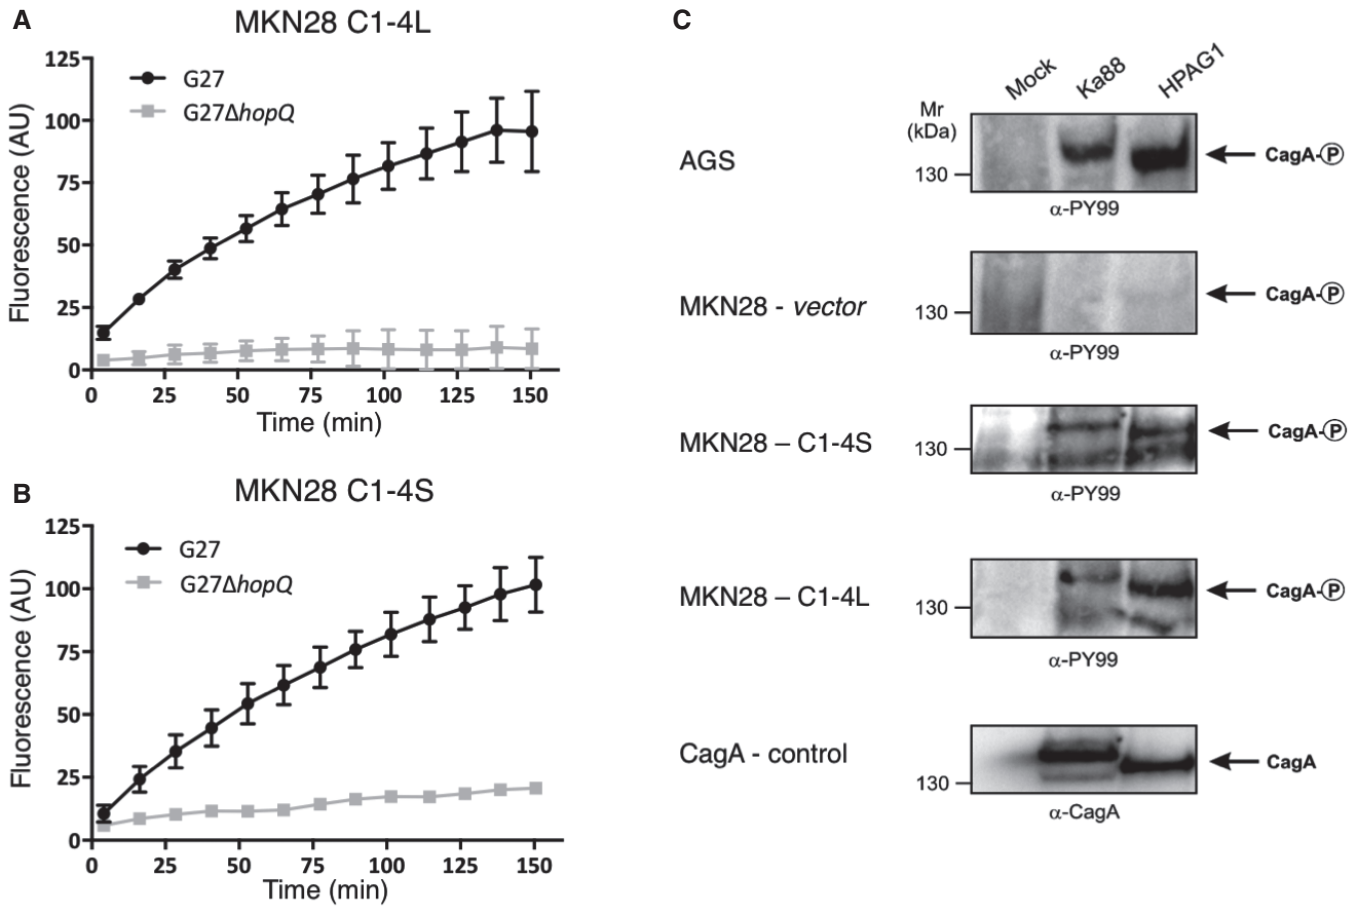 A
MKN28 C1-4L
125
100
75
50
25
0
Fluorescence (AU)
G27
G27ΔhopQ
0 25 50 75 100 125 150
Time (min)
B
MKN28 C1-4S
125
100
75
50
25
0
Fluorescence (AU)
G27
G27ΔhopQ
0 25 50 75 100 125 150
Time (min)
C
Mock Ka88 HPAG1
Mr
(kDa)
AGS
130
CagA-Ⓟ
α-PY99
MKN28 - vector
130
CagA-Ⓟ
α-PY99
MKN28 – C1-4S
130
CagA-Ⓟ
α-PY99
MKN28 – C1-4L
130
CagA-Ⓟ
α-PY99
CagA - control
130
CagA
α-CagA